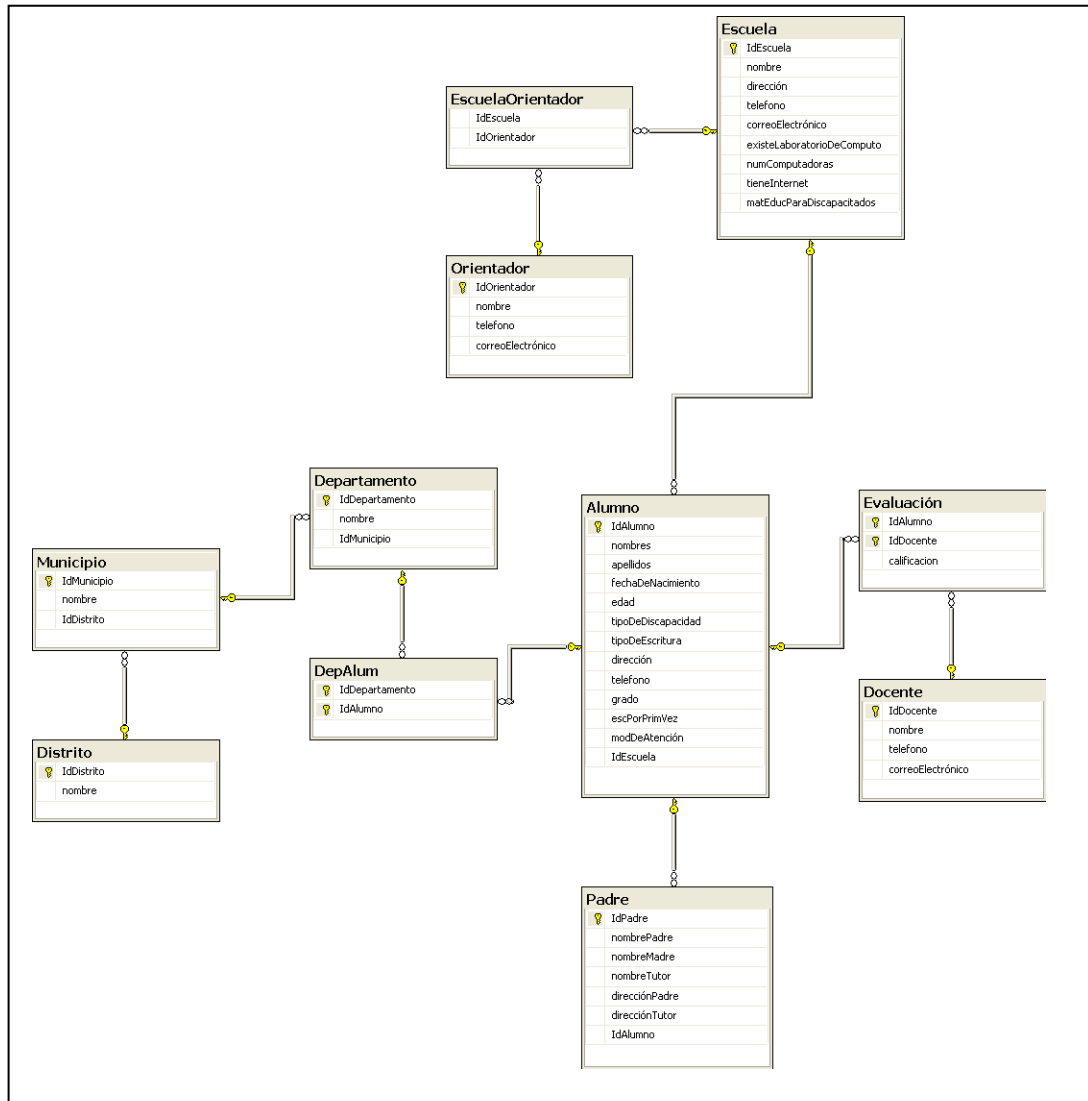 Escuela
IdEscuela
nombre
dirección
telefono
correoElectrónico
existeLaboratorioDeComputo
numComputadoras
tieneInternet
matEducParaDiscapacitados
EscuelaOrientador
IdEscuela
IdOrientador
Orientador
IdOrientador
nombre
telefono
correoElectrónico
Departamento
IdDepartamento
nombre
IdMunicipio
Municipio
IdMunicipio
nombre
IdDistrito
DepAlum
IdDepartamento
IdAlumno
Distrito
IdDistrito
nombre
Alumno
IdAlumno
nombres
apellidos
fechaDeNacimiento
edad
tipoDeDiscapacidad
tipoDeEscritura
dirección
telefono
grado
escPorPrimVez
modDeAtención
IdEscuela
Evaluación
IdAlumno
IdDocente
calificacion
Docente
IdDocente
nombre
telefono
correoElectrónico
Padre
IdPadre
nombrePadre
nombreMadre
nombreTutor
direcciónPadre
direcciónTutor
IdAlumno